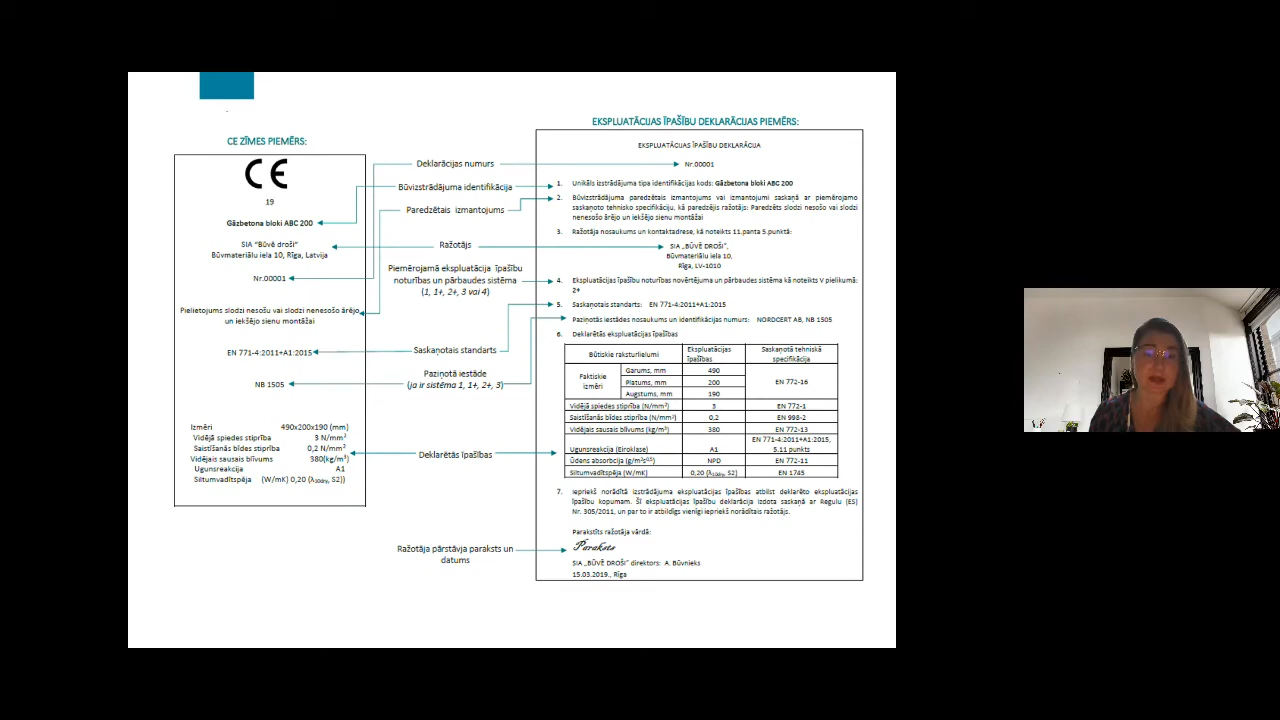 EKSPLUATĀCIJAS ĪPAŠĪBU DEKLARĀCIJAS PIEMĒRS:
CE ZĪMES PIEMĒRS:
CE
19
Gāzbetona bloki ABC 200
SIA "Būvē droši"
Būvmateriālu iela 10, Rīga, Latvija
Nr.00001
Pielietojums slodzi nesošu vai slodzi nenesošo ārējo
un iekšējo sienu montāžai
EN 771-4:2011+A1:2015
NB 1505
Izmēri 490x200x190 (mm)
Vidējā spiedes stiprība 3 N/mm²
Saistīšanās bīdes stiprība 0,2 N/mm²
Vidējais sausais blīvums 380(kg/m³)
Ugunsreakcija A1
Siltumvadītspēja (W/mK) 0,20 (λ10dry, S2))
Deklarācijas numurs
Būvizstrādājuma identifikācija
Paredzētais izmantojums
Ražotājs
Piemērojamā ekspluatācija īpašību
noturības un pārbaudes sistēma
(1, 1+, 2+, 3 vai 4)
Saskaņotais standarts
Paziņotā iestāde
(ja ir sistēma 1, 1+, 2+, 3)
Deklarētās īpašības
Ražotāja pārstāvja paraksts un
datums
EKSPLUATĀCIJAS ĪPAŠĪBU DEKLARĀCIJA
Nr.00001
1. Unikāls izstrādājuma tipa identifikācijas kods: Gāzbetona bloki ABC 200
2. Būvizstrādājuma paredzētais izmantojums vai izmantojumi saskaņā ar piemērojamo
saskaņoto tehnisko specifikāciju, kā paredzējis ražotājs: Paredzēts slodzi nesošo vai slodzi
nenesošo ārējo un iekšējo sienu montāžai
3. Ražotāja nosaukums un kontaktadrese, kā noteikts 11.panta 5.punktā:
SIA „BŪVĒ DROŠI",
Būvmateriālu iela 10,
Rīga, LV-1010
4. Ekspluatācijas īpašību noturības novērtējuma un pārbaudes sistēma kā noteikts V pielikumā:
2+
5. Saskaņotais standarts: EN 771-4:2011+A1:2015
Paziņotās iestādes nosaukums un identifikācijas numurs: NORDCERT AB, NB 1505
6. Deklarētās ekspluatācijas īpašības
Būtiskie raksturlielumi Ekspluatācijas īpašības Saskaņotā tehniskā specifikācija
Faktiskie izmēri Garums, mm 490 EN 772-16
Platums, mm 200
Augstums, mm 190
Vidējā spiedes stiprība (N/mm²) 3 EN 772-1
Saistīšanās bīdes stiprība (N/mm²) 0,2 EN 998-2
Vidējais sausais blīvums (kg/m³) 380 EN 772-13
Ugunsreakcija (Eiroklase) A1 EN 771-4:2011+A1:2015, 5.11 punkts
Ūdens absorbcija (g/m²s0,5) NPD EN 772-11
Siltumvadītspēja (W/mK) 0,20 (λ10dry, S2) EN 1745
7. Iepriekš norādītā izstrādājuma ekspluatācijas īpašības atbilst deklarēto ekspluatācijas
īpašību kopumam. Šī ekspluatācijas īpašību deklarācija izdota saskaņā ar Regulu (ES)
Nr. 305/2011, un par to ir atbildīgs vienīgi iepriekš norādītais ražotājs.
Parakstīts ražotāja vārdā:
Paraksts
SIA „BŪVĒ DROŠI" direktors: A. Būvnieks
15.03.2019., Rīga